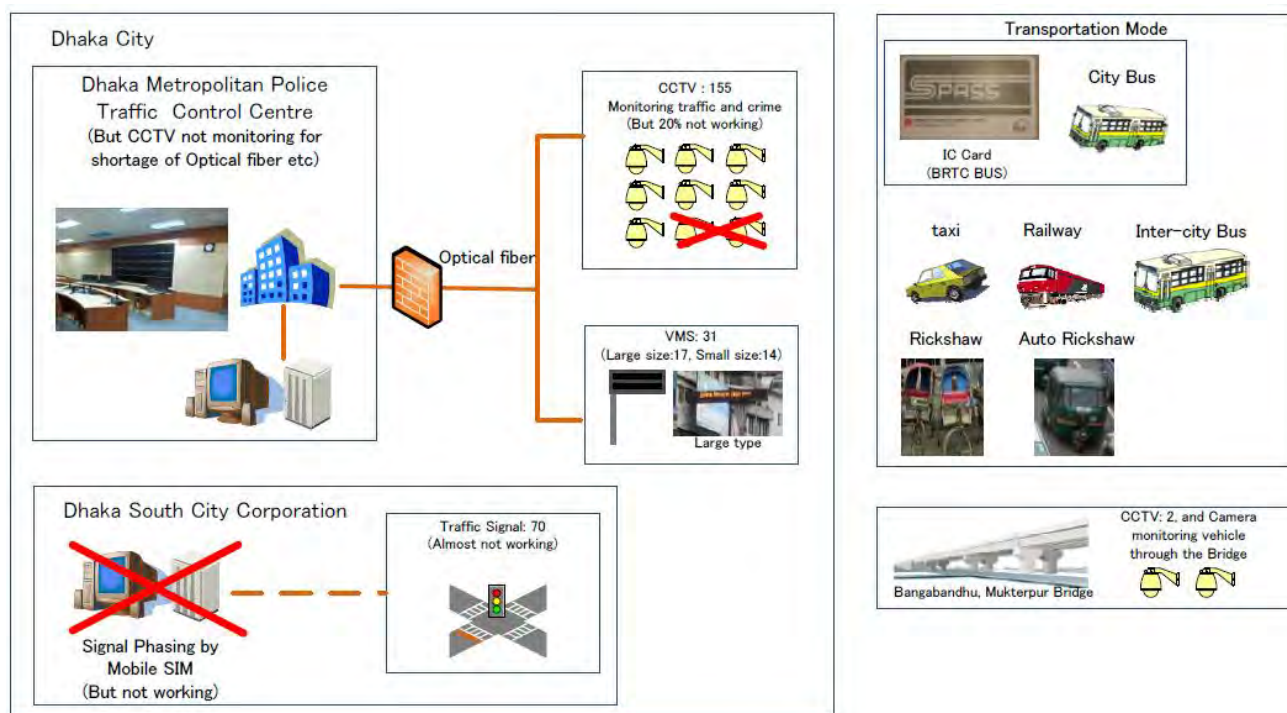 Dhaka City
Dhaka Metropolitan Police
Traffic Control Centre
(But CCTV not monitoring for
shortage of Optical fiber etc)
Optical fiber
CCTV : 155
Monitoring traffic and crime
(But 20% not working)
VMS: 31
(Large size:17, Small size:14)
Large type
Dhaka South City Corporation
Signal Phasing by
Mobile SIM
(But not working)
Traffic Signal: 70
(Almost not working)
Transportation Mode
SPASS
IC Card
(BRTC BUS)
City Bus
taxi
Railway
Inter-city Bus
Rickshaw
Auto Rickshaw
Bangabandhu, Mukterpur Bridge
CCTV: 2, and Camera
monitoring vehicle
through the Bridge